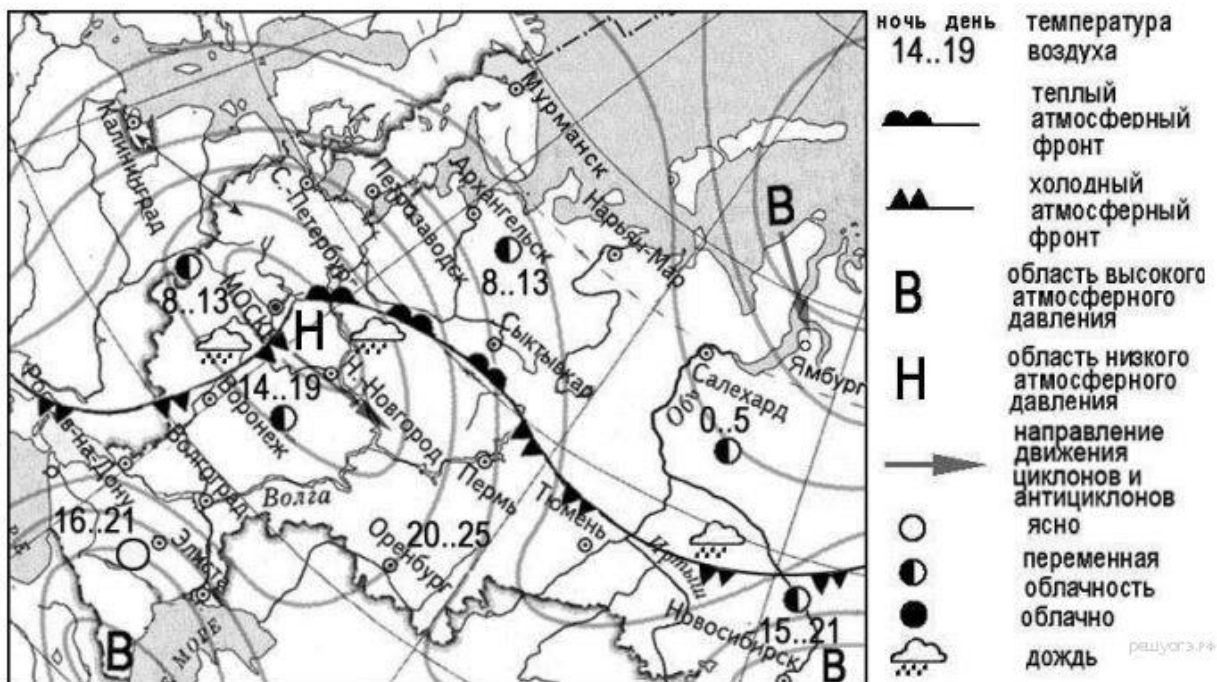 Мурманск
Калининград
С.-Петербург
Петрозаводск
Архангельск
Нарьян-Мар
В
8..13
8..13
МОСКВА
Н
Сыктывкар
Ямбург
Салехард
Обь
0..5
14..19
Н. Новгород
Воронеж
Волгоград
Волга
Пермь
Тюмень
16..21
Элиста
Оренбург
20..25
Иртыш
Новосибирск
15..21
МОРЕ
В
В
ночь день температура
14..19 воздуха
теплый
атмосферный
фронт
холодный
атмосферный
фронт
В область высокого
атмосферного
давления
Н область низкого
атмосферного
давления
направление
движения
циклонов и
антициклонов
ясно
переменная
облачность
облачно
дождь
решуогэ.рф